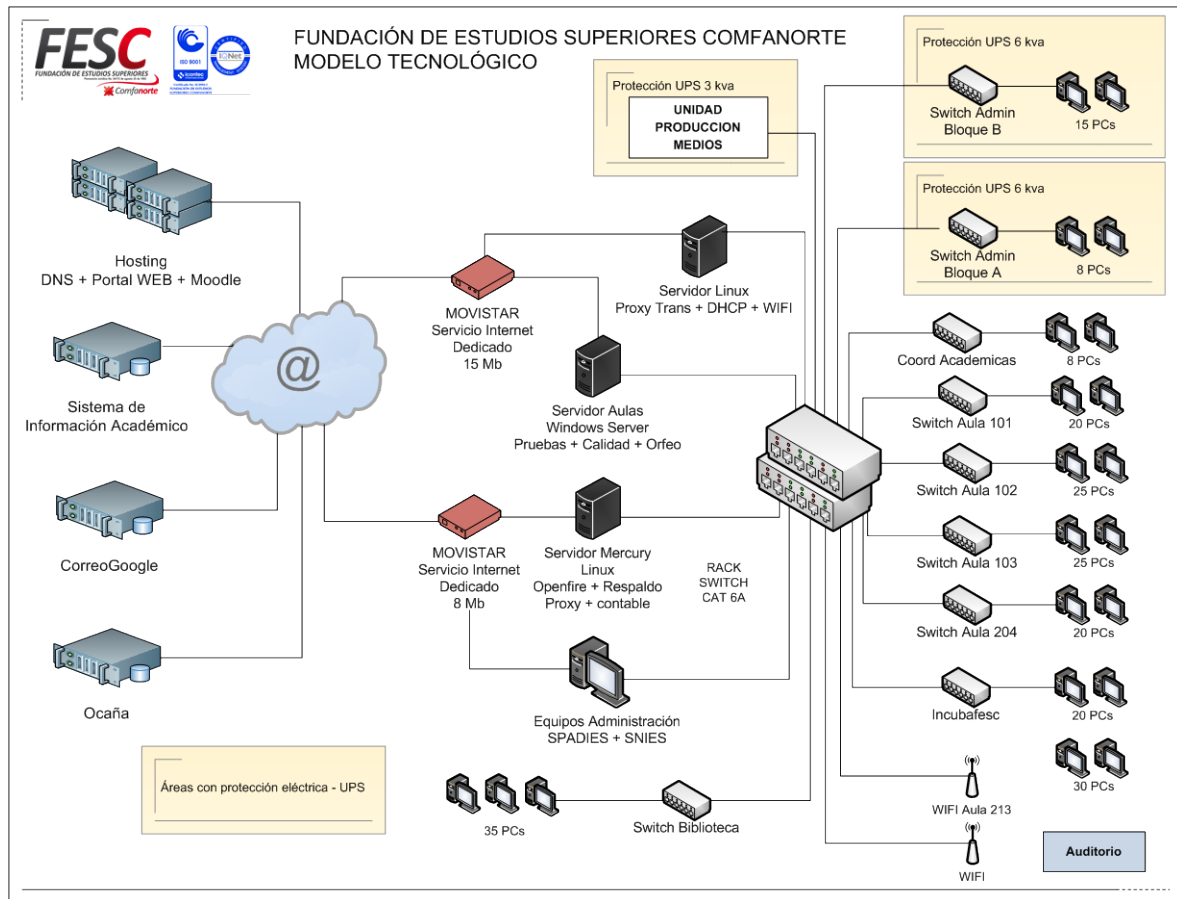 FESC
FUNDACIÓN DE ESTUDIOS SUPERIORES
Comfanorte
ISO 9001
icontec
IQNet
FUNDACIÓN DE ESTUDIOS SUPERIORES COMFANORTE
MODELO TECNOLÓGICO
Protección UPS 3 kva
UNIDAD
PRODUCCION
MEDIOS
Protección UPS 6 kva
Switch Admin
Bloque B
15 PCs
Protección UPS 6 kva
Switch Admin
Bloque A
8 PCs
Hosting
DNS + Portal WEB + Moodle
Sistema de
Información Académico
CorreoGoogle
Ocaña
@
MOVISTAR
Servicio Internet
Dedicado
15 Mb
Servidor Linux
Proxy Trans + DHCP + WIFI
Servidor Aulas
Windows Server
Pruebas + Calidad + Orfeo
MOVISTAR
Servicio Internet
Dedicado
8 Mb
Servidor Mercury
Linux
Openfire + Respaldo
Proxy + contable
Equipos Administración
SPADIES + SNIES
RACK
SWITCH
CAT 6A
Coord Academicas
8 PCs
Switch Aula 101
20 PCs
Switch Aula 102
25 PCs
Switch Aula 103
25 PCs
Switch Aula 204
20 PCs
Incubafesc
20 PCs
30 PCs
WIFI Aula 213
WIFI
Auditorio
35 PCs
Switch Biblioteca
Áreas con protección eléctrica - UPS